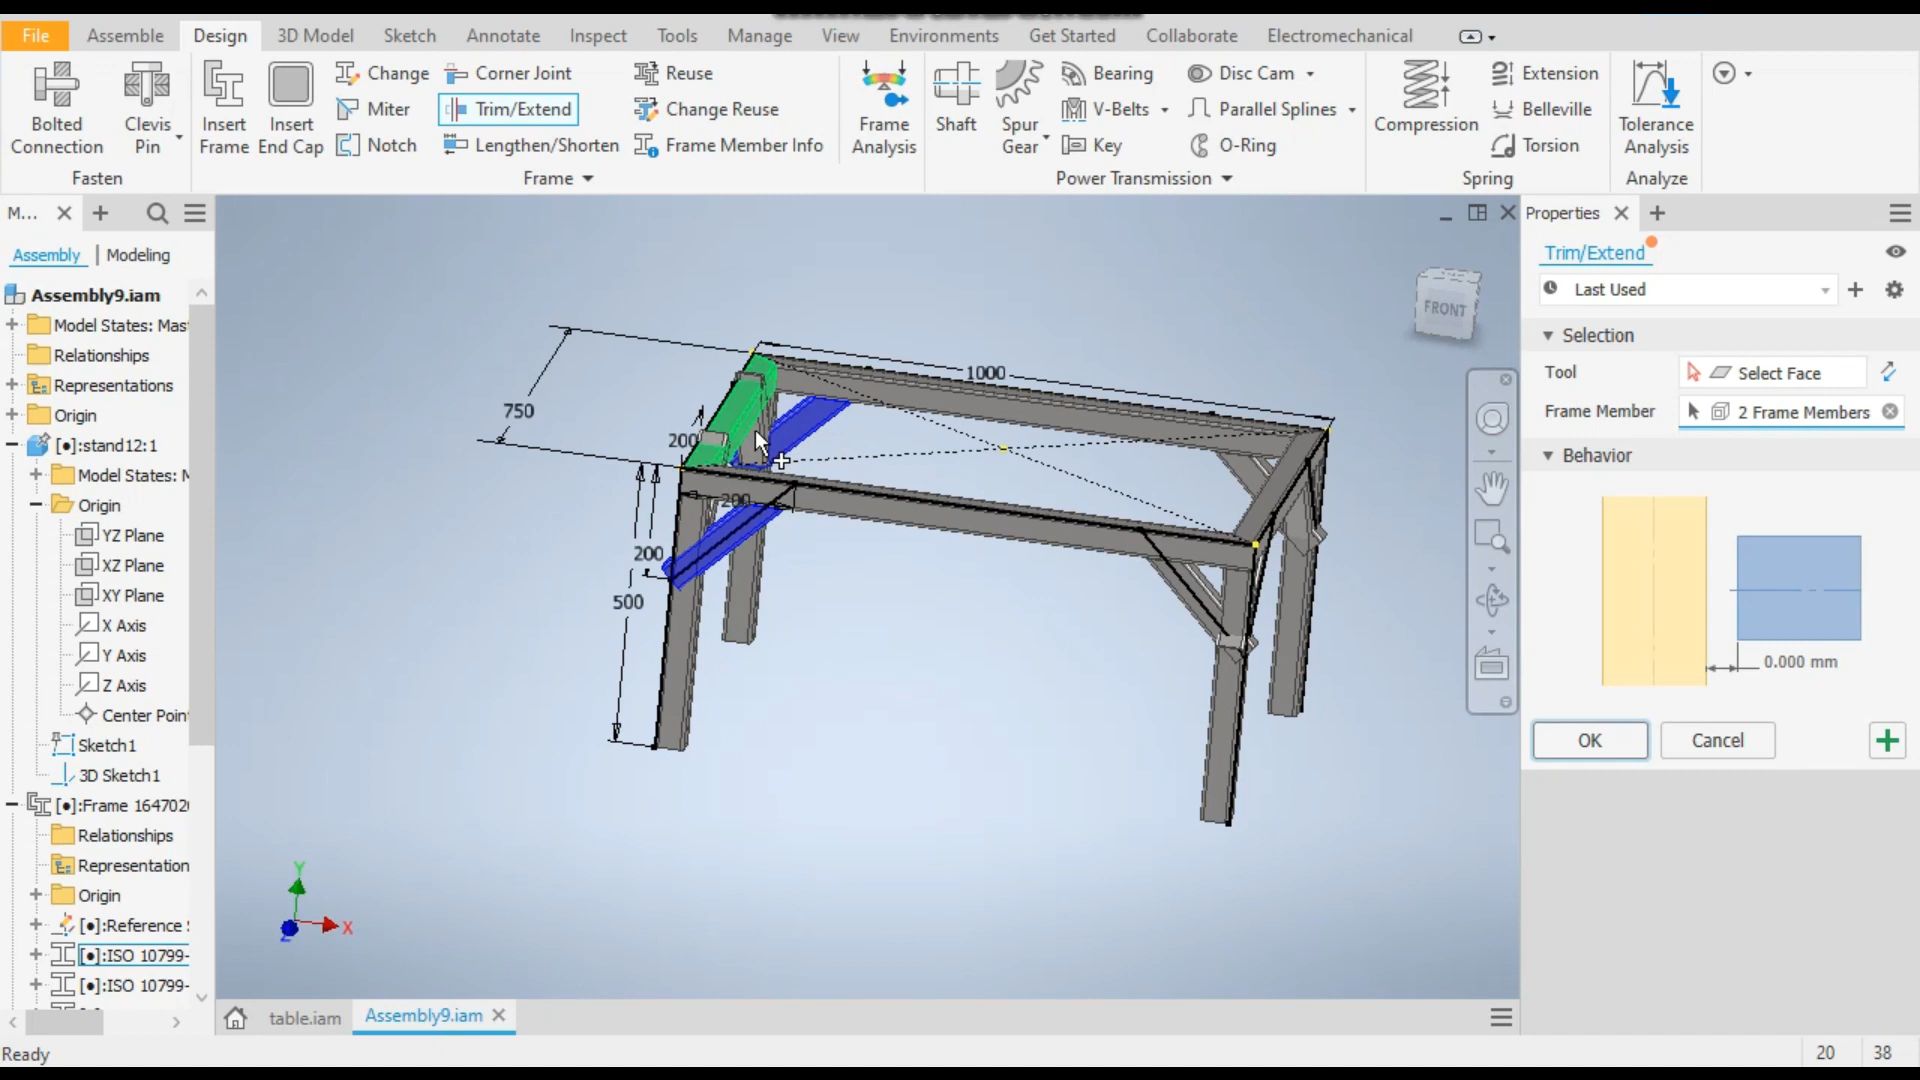 File
Assemble
Design
3D Model
Sketch
Annotate
Inspect
Tools
Manage
View
Environments
Get Started
Collaborate
Electromechanical
Bolted Connection
Clevis Pin
Fasten
Insert Frame
Insert End Cap
Change
Miter
Notch
Corner Joint
Trim/Extend
Lengthen/Shorten
Reuse
Change Reuse
Frame Member Info
Frame
Frame Analysis
Shaft
Spur Gear
Bearing
V-Belts
Key
Disc Cam
Parallel Splines
O-Ring
Power Transmission
Compression
Extension
Belleville
Torsion
Spring
Tolerance Analysis
Analyze
M...
Assembly | Modeling
Assembly9.iam
Model States: Mas
Relationships
Representations
Origin
[•]:stand12:1
Model States: M
Origin
YZ Plane
XZ Plane
XY Plane
X Axis
Y Axis
Z Axis
Center Poin
Sketch1
3D Sketch1
[•]:Frame 164702
Relationships
Representation
Origin
[•]:Reference
[•]:ISO 10799-
[•]:ISO 10799-
750
1000
200
200
200
500
FRONT
Y
X
Z
Properties
Trim/Extend
Last Used
Selection
Tool
Select Face
Frame Member
2 Frame Members
Behavior
0.000 mm
OK
Cancel
table.iam
Assembly9.iam
Ready
20
38